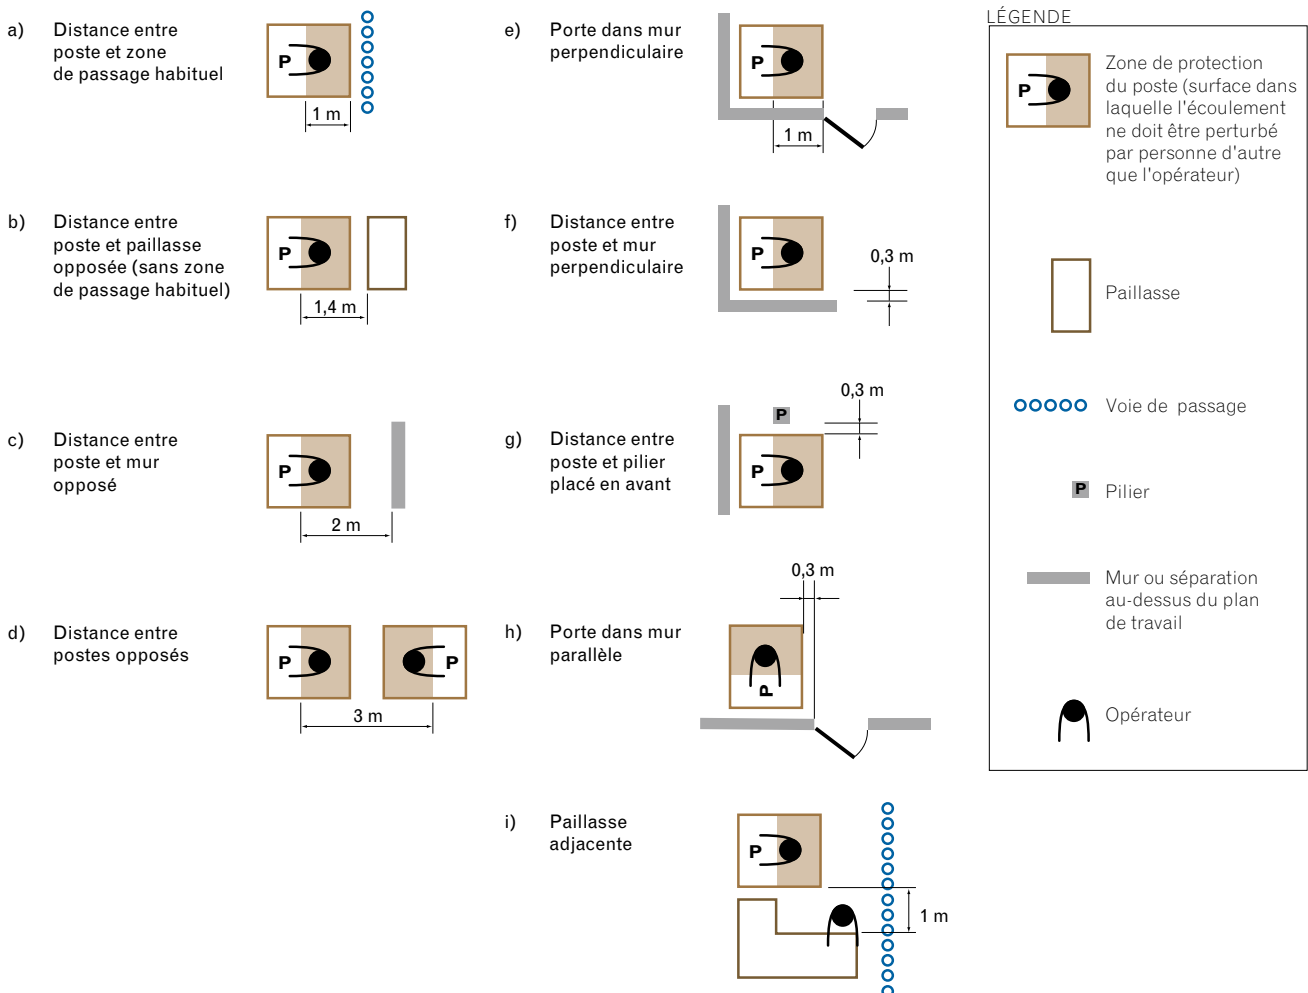 a) Distance entre
poste et zone
de passage habituel
P
1 m
b) Distance entre
poste et paillasse
opposée (sans zone
de passage habituel)
P
1,4 m
c) Distance entre
poste et mur
opposé
P
2 m
d) Distance entre
postes opposés
P
P
3 m
e) Porte dans mur
perpendiculaire
P
1 m
f) Distance entre
poste et mur
perpendiculaire
P
0,3 m
g) Distance entre
poste et pilier
placé en avant
P
P
0,3 m
h) Porte dans mur
parallèle
0,3 m
P
i) Paillasse
adjacente
P
1 m
LÉGENDE
P
Zone de protection
du poste (surface dans
laquelle l'écoulement
ne doit être perturbé
par personne d'autre
que l'opérateur)
Paillasse
Voie de passage
P Pilier
Mur ou séparation
au-dessus du plan
de travail
Opérateur